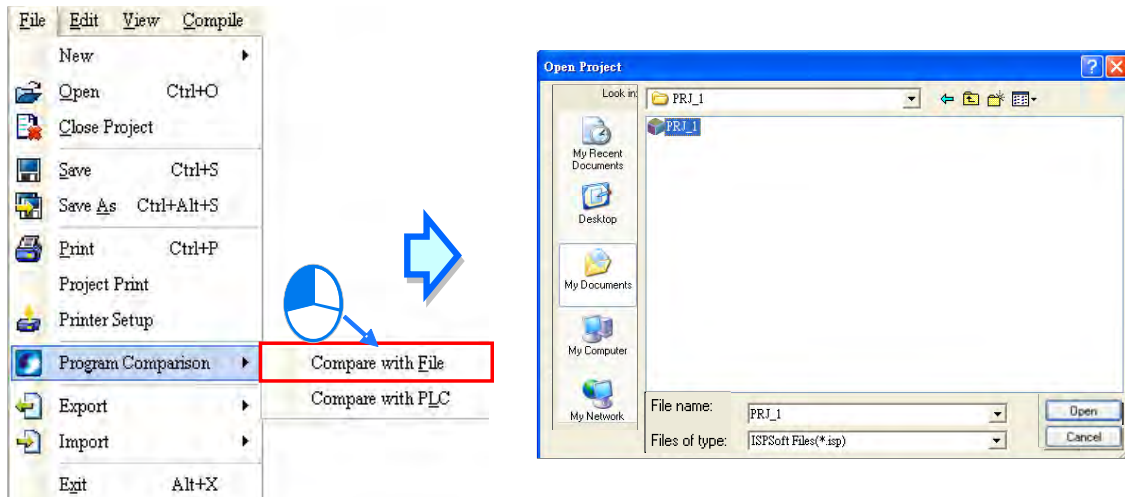 File Edit View Compile
New
Open Ctrl+O
Close Project
Save Ctrl+S
Save As Ctrl+Alt+S
Print Ctrl+P
Project Print
Printer Setup
Program Comparison
Export
Import
Exit Alt+X
Compare with File
Compare with PLC
Open Project
Look in:
PRJ_1
PRJ_1
My Recent
Documents
Desktop
My Documents
My Computer
My Network
File name: PRJ_1 Open
Files of type: ISPSoft Files(*.isp) Cancel